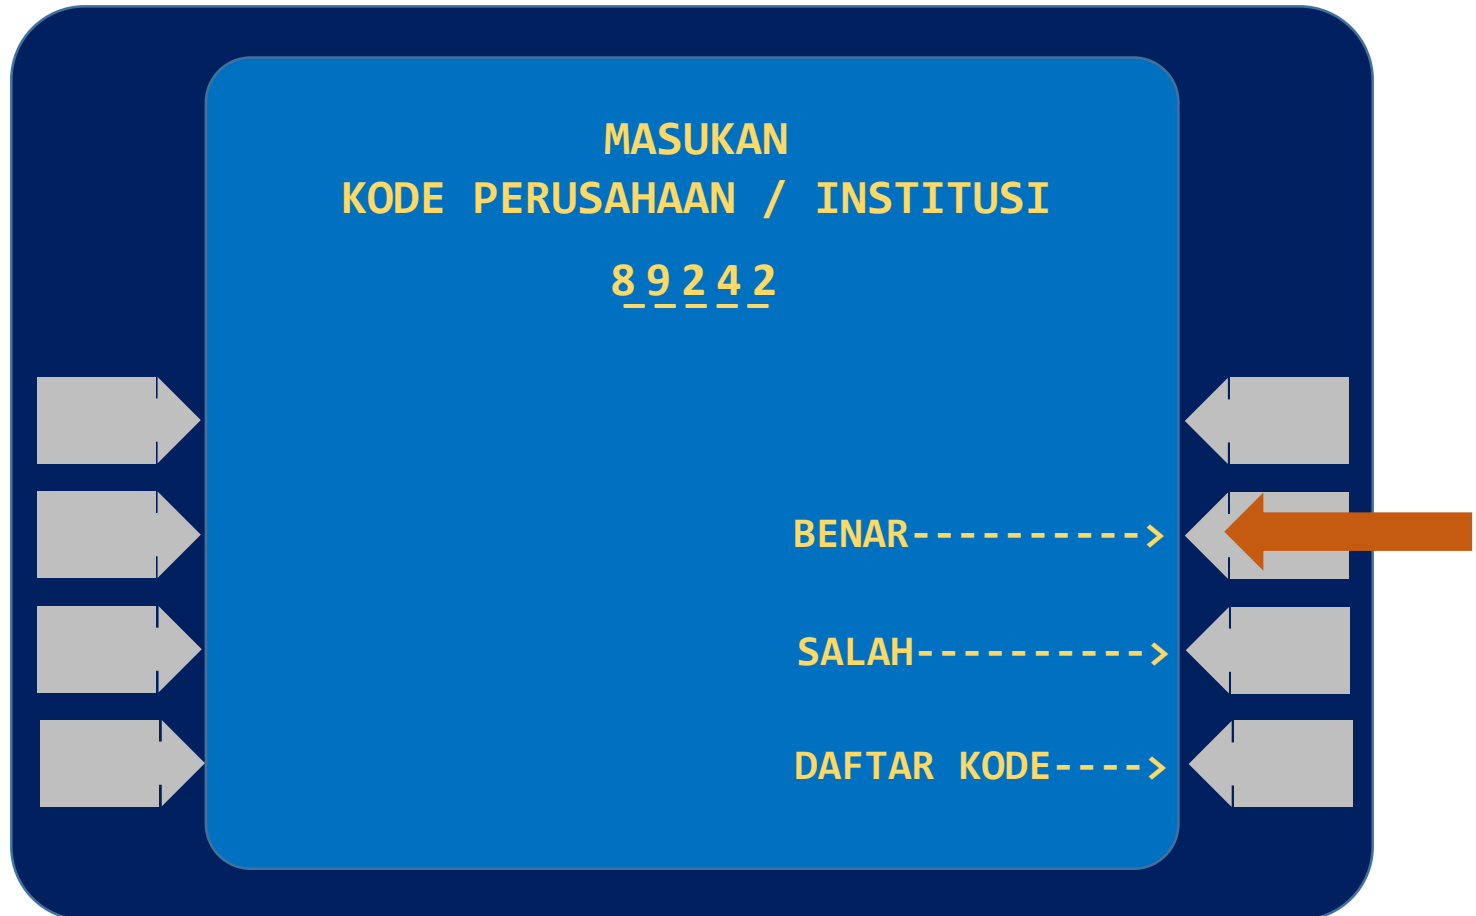 MASUKAN
KODE PERUSAHAAN / INSTITUSI
89242
BENAR---------->
SALAH---------->
DAFTAR KODE---->